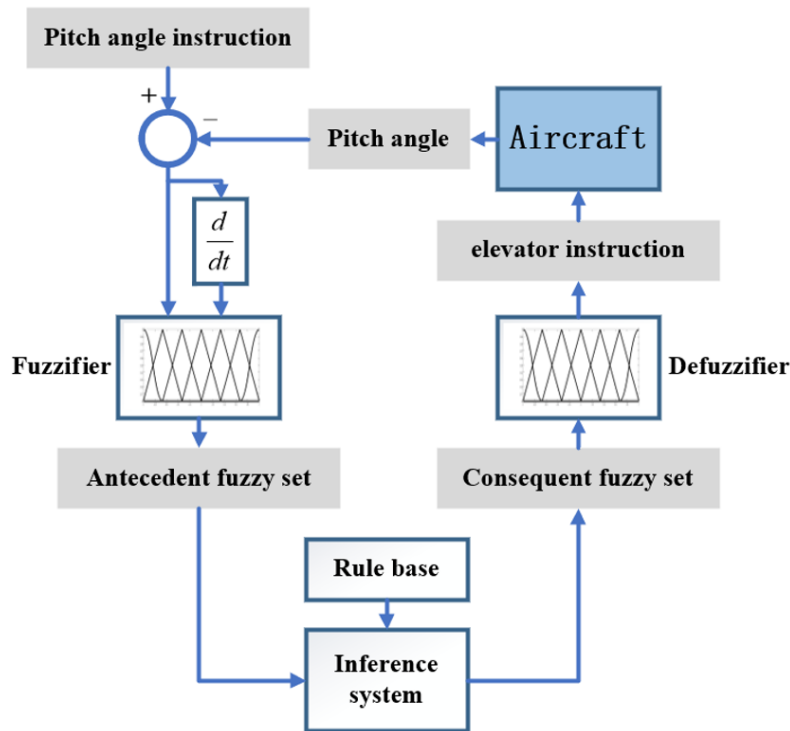 Pitch angle instruction
+
−
Pitch angle
Aircraft
d
dt
elevator instruction
Fuzzifier
Defuzzifier
Antecedent fuzzy set
Consequent fuzzy set
Rule base
Inference
system